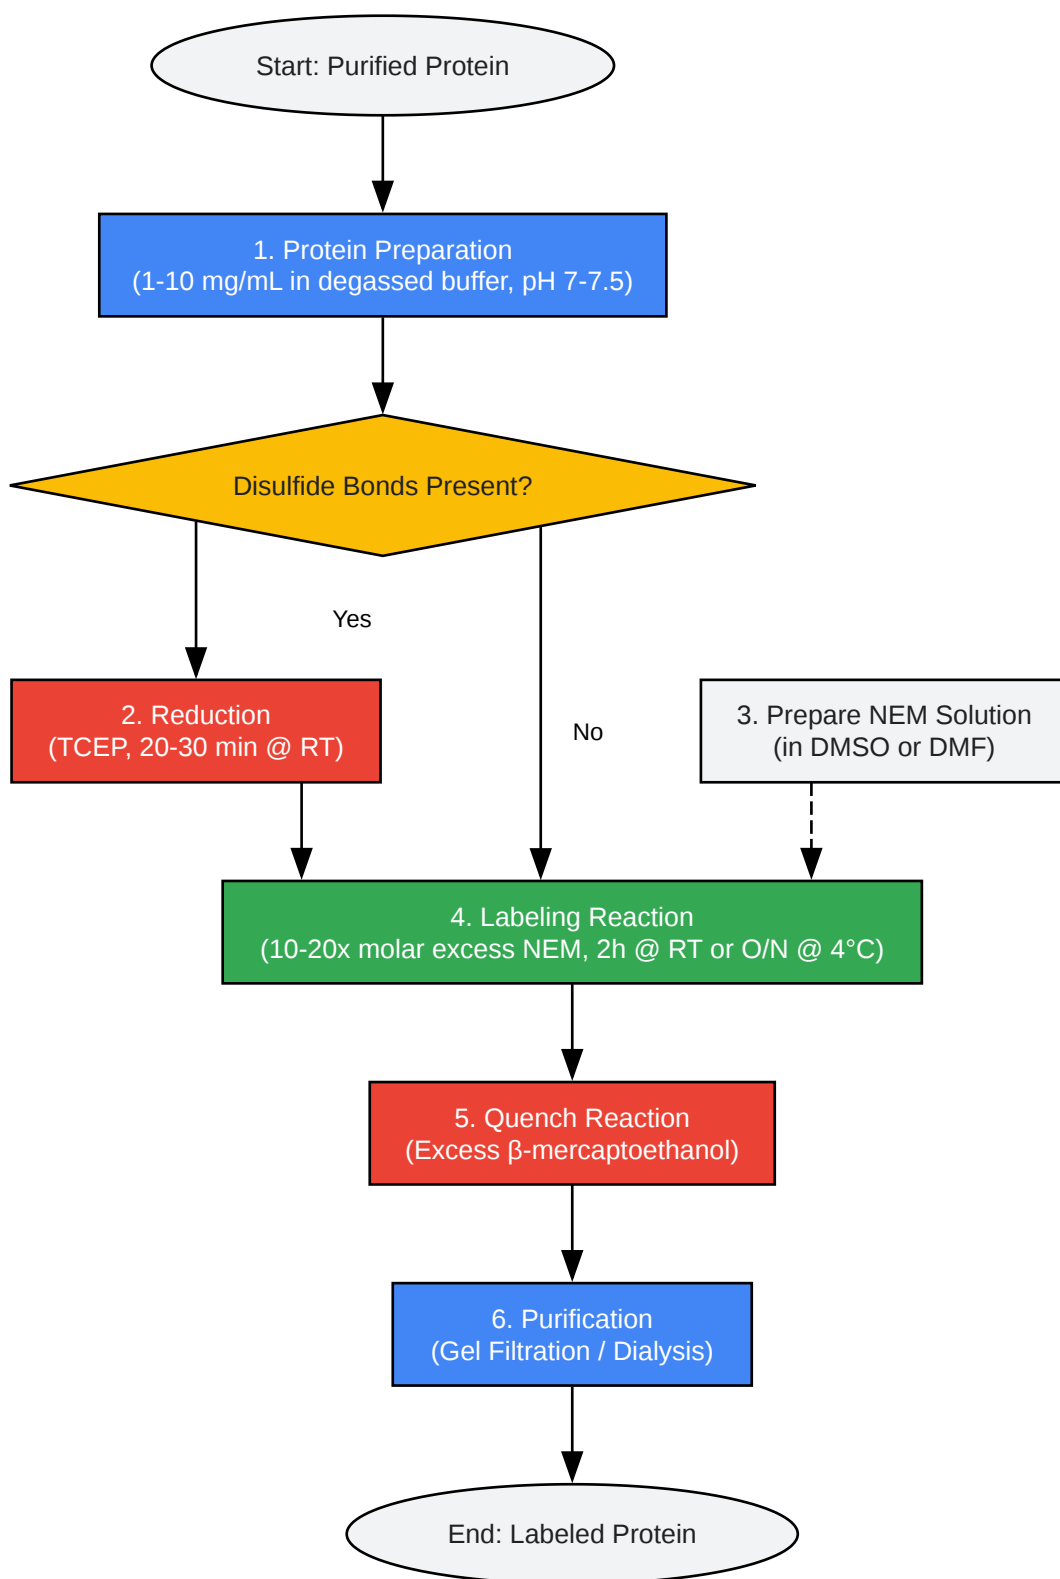 Start: Purified Protein
1. Protein Preparation
(1-10 mg/mL in degassed buffer, pH 7-7.5)
Disulfide Bonds Present?
Yes
2. Reduction
(TCEP, 20-30 min @ RT)
No
3. Prepare NEM Solution
(in DMSO or DMF)
4. Labeling Reaction
(10-20x molar excess NEM, 2h @ RT or O/N @ 4°C)
5. Quench Reaction
(Excess β-mercaptoethanol)
6. Purification
(Gel Filtration / Dialysis)
End: Labeled Protein